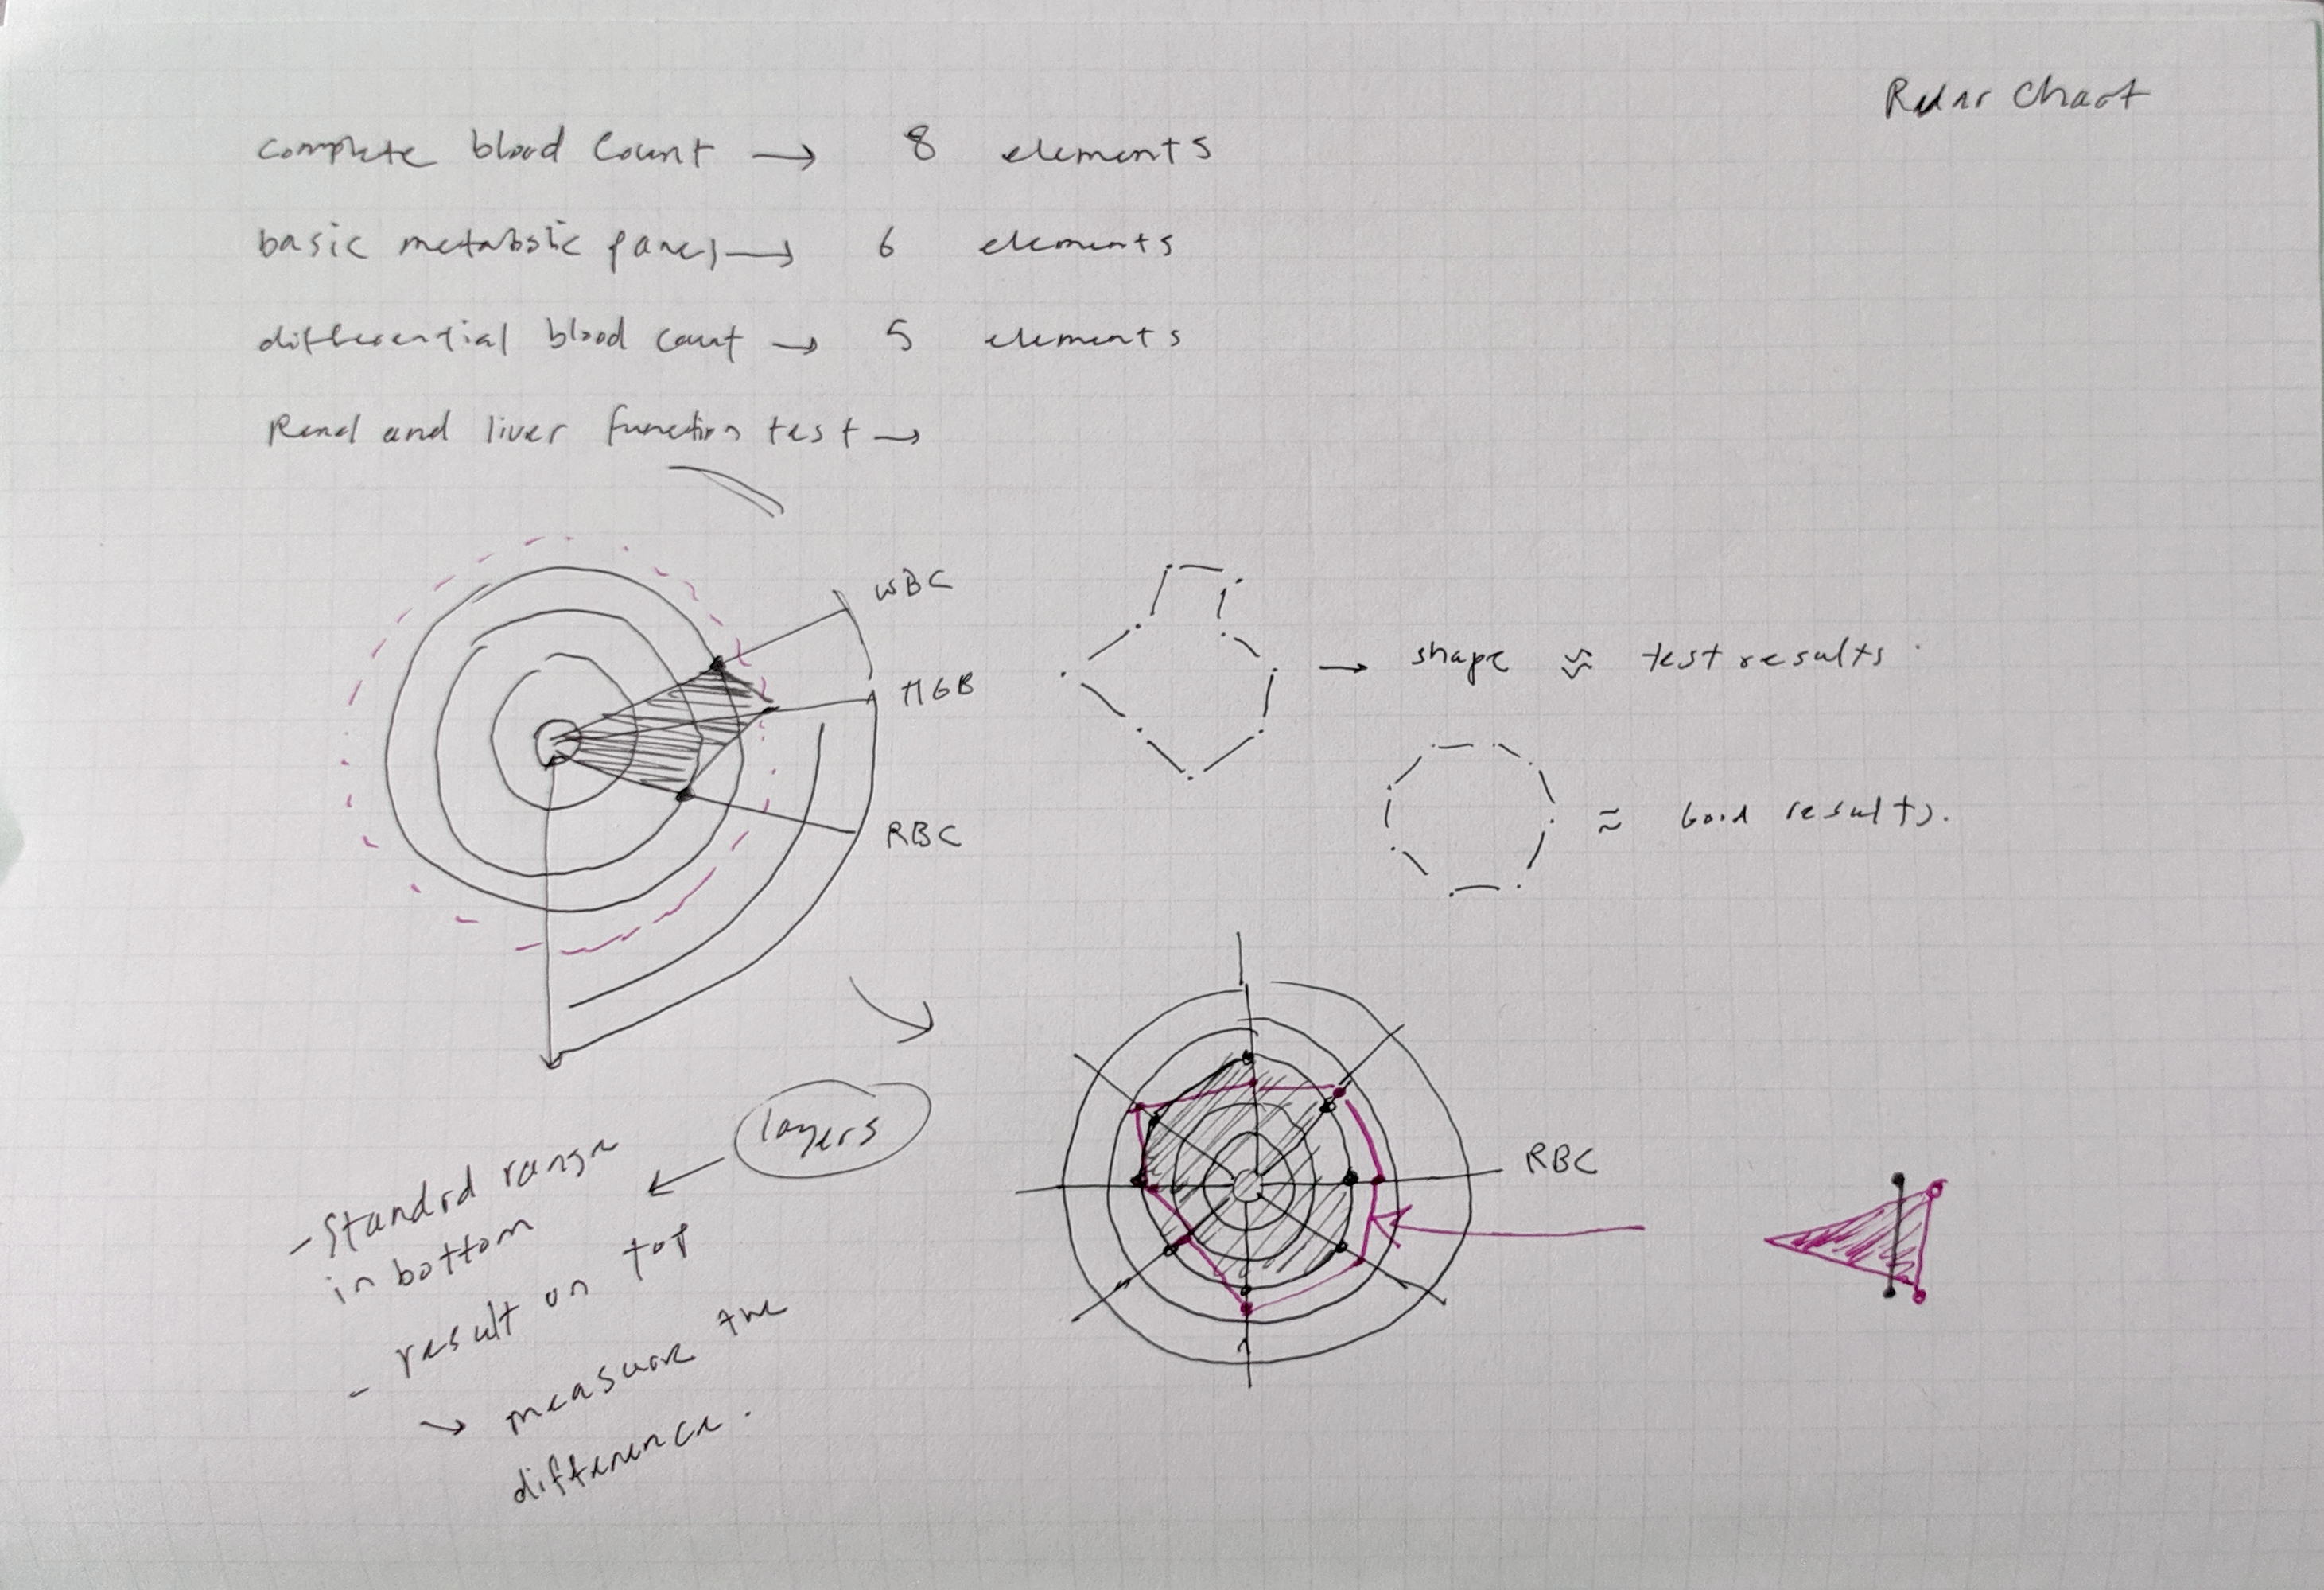 Radar Chart
complete blood Count → 8 elements
basic metabolic panel → 6 elements
differential blood count → 5 elements
Renal and liver function test →
WBC
HGB
RBC
→ shape ≈ test results.
≈ Good results.
layers
- Standrd range
in bottom
- result on top
↘ measure the
difference.
RBC